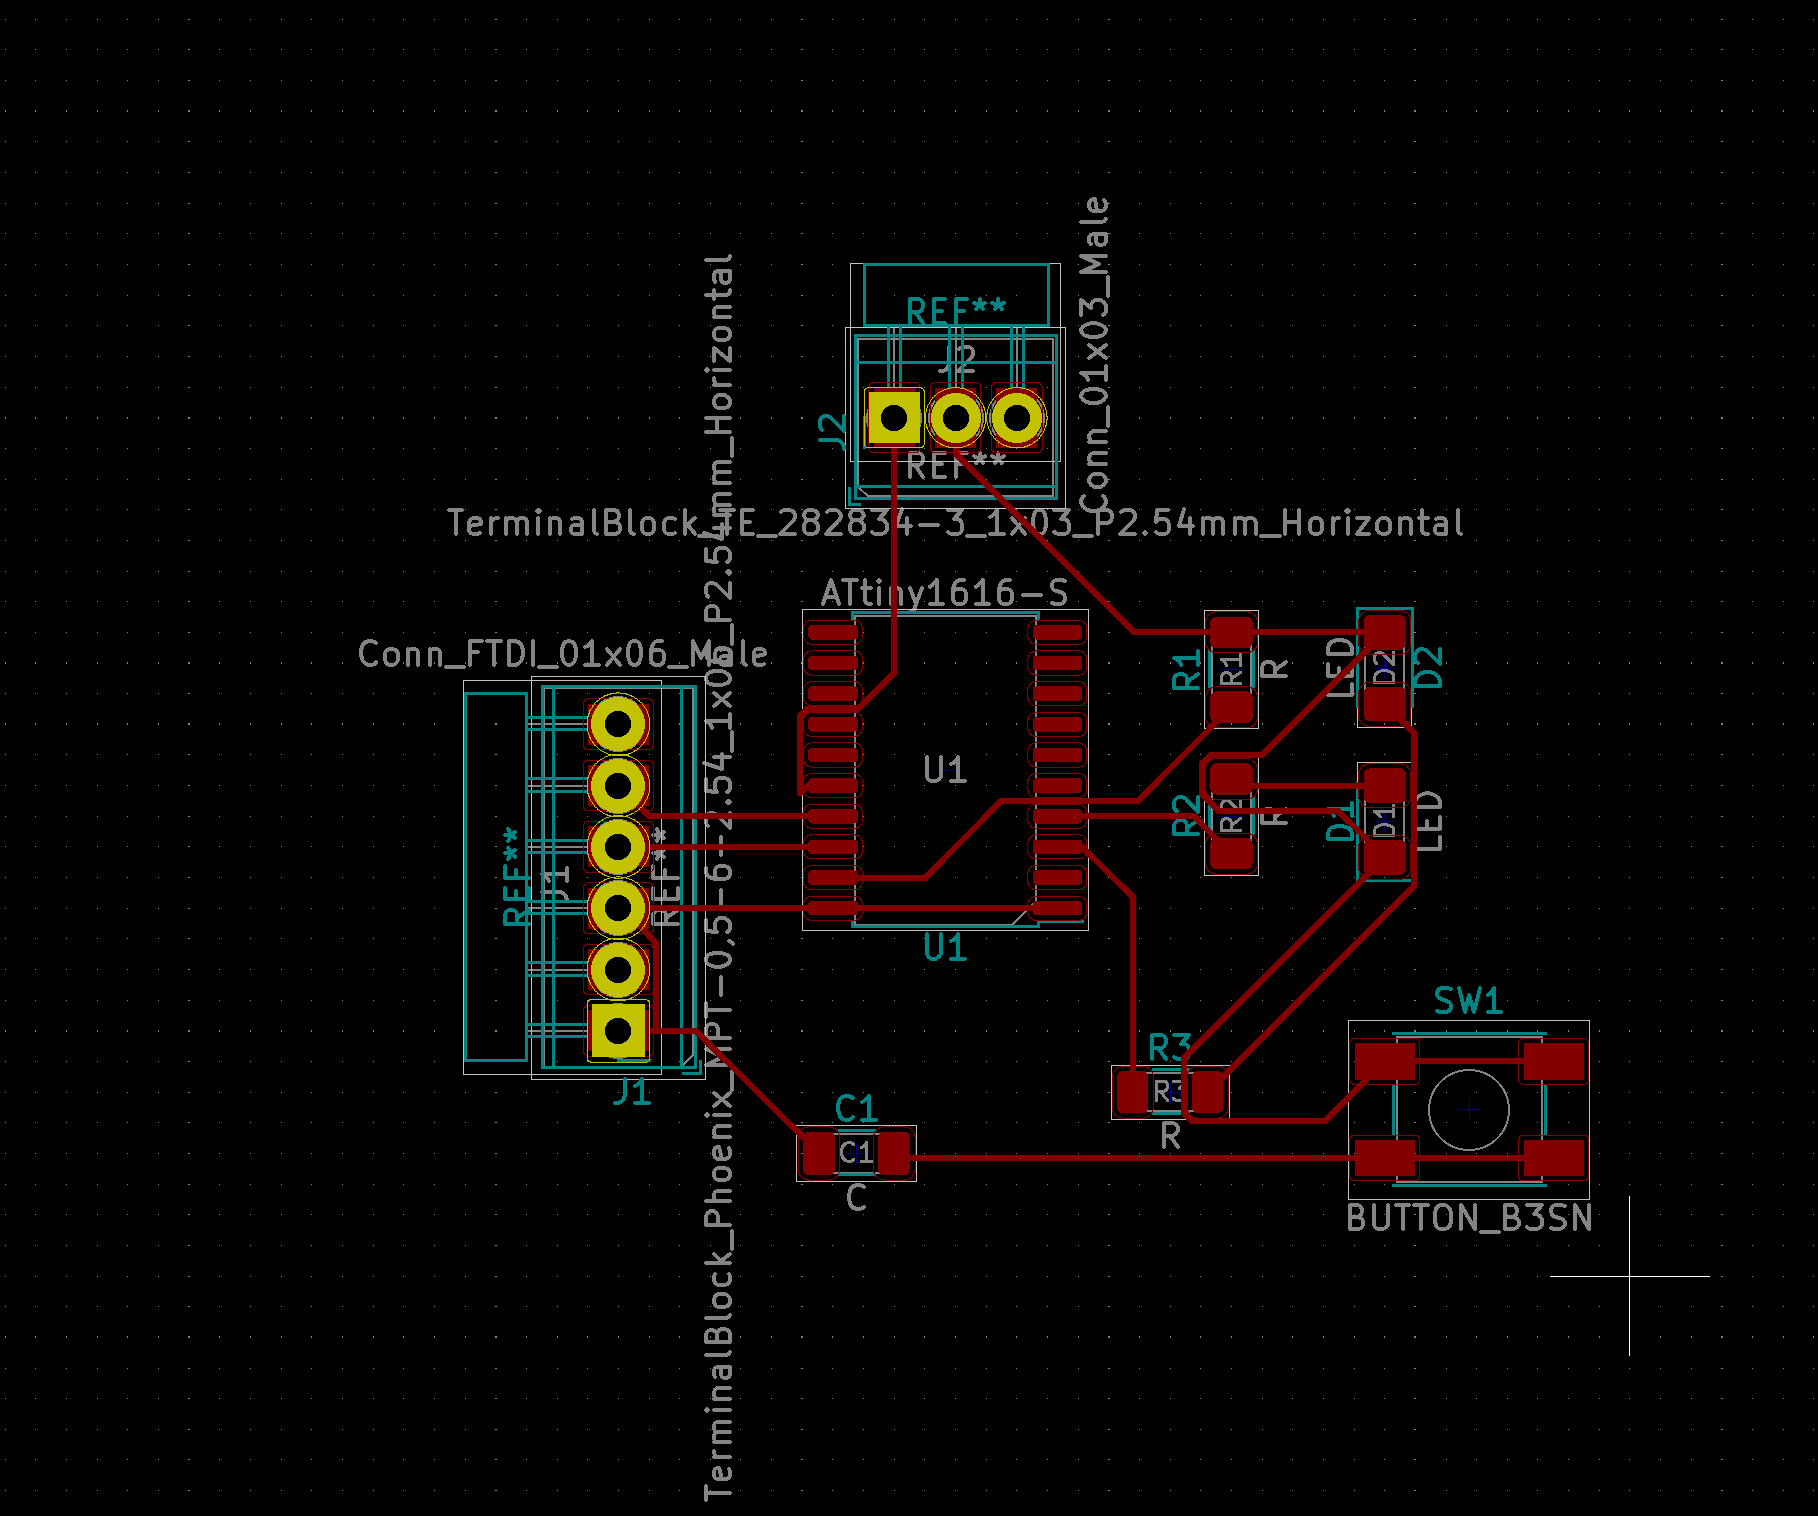 REF**
J2
Conn_01x03_Male
J2
REF**
TerminalBlock_TE_282834-3_1x03_P2.54mm_Horizontal
ATtiny1616-S
Conn_FTDI_01x06_Male
R1
R1
R
LED
D2
D2
U1
REF**
J1
REF**
R2
R2
R
D1
D1
LED
U1
TerminalBlock_Phoenix_MPT-0,5-6-2.54_1x06_P2.54mm_Horizontal
SW1
R3
R3
R
J1
C1
C1
C
BUTTON_B3SN